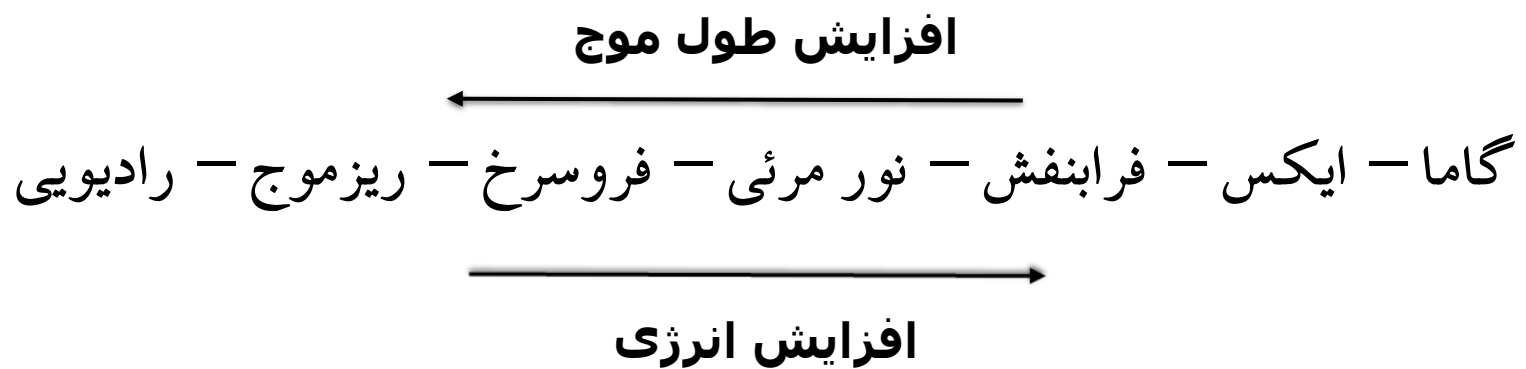 افزایش طول موج
گاما – ایکس – فرابنفش – نور مرئی – فروسرخ – ریزموج – رادیویی
افزایش انرژی